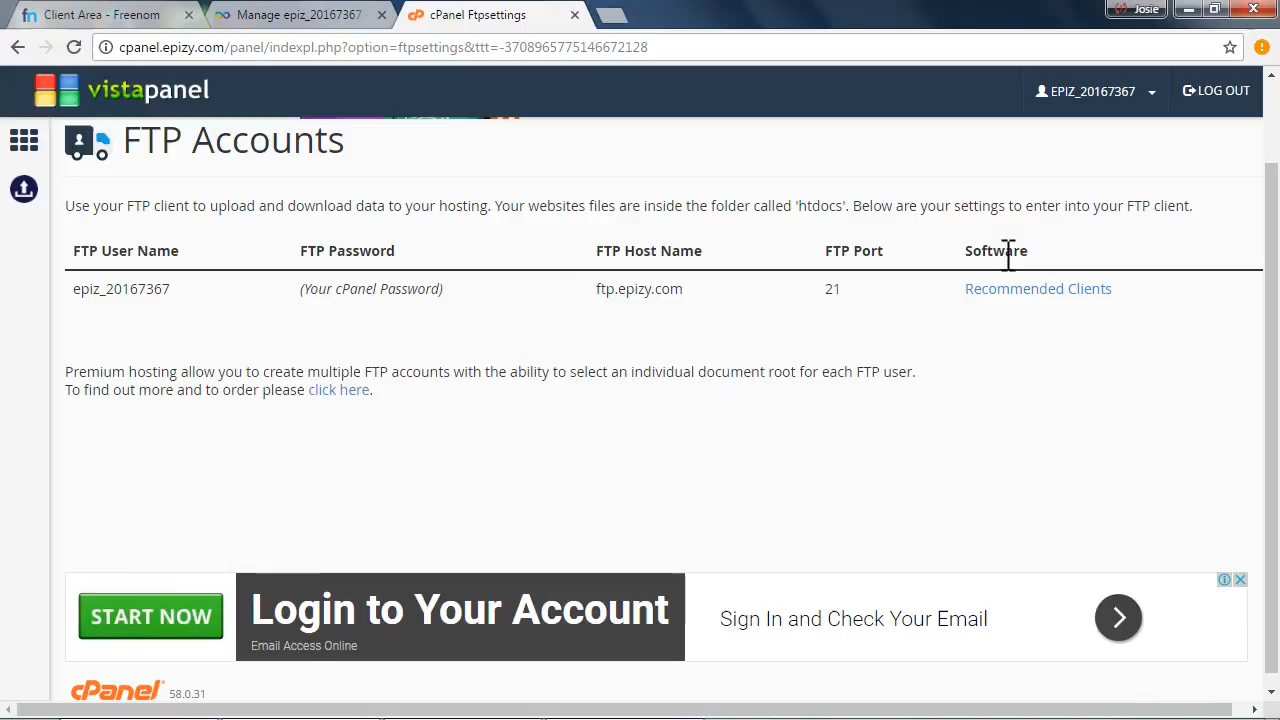 Client Area - Freenom
Manage epiz_20167367 -
cPanel Ftpsettings
Josie
cpanel.epizy.com/panel/indexpl.php?option=ftpsettings&ttt=-3708965775146672128
vistapanel
EPIZ_20167367
LOG OUT
FTP Accounts
Use your FTP client to upload and download data to your hosting. Your websites files are inside the folder called 'htdocs'. Below are your settings to enter into your FTP client.
FTP User Name FTP Password FTP Host Name FTP Port Software
epiz_20167367 (Your cPanel Password) ftp.epizy.com 21 Recommended Clients
Premium hosting allow you to create multiple FTP accounts with the ability to select an individual document root for each FTP user.
To find out more and to order please click here.
START NOW
Login to Your Account
Email Access Online
Sign In and Check Your Email
cPanel 58.0.31